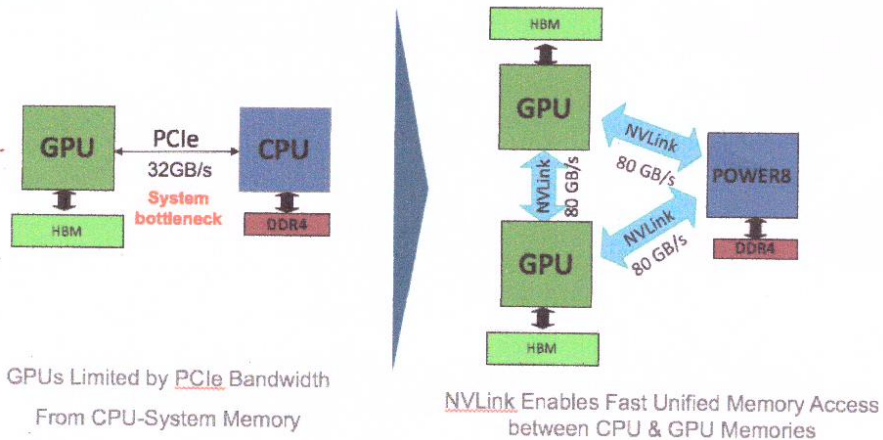 GPU
PCIe
32GB/s
System
bottleneck
CPU
HBM
DDR4
GPUs Limited by PCIe Bandwidth
From CPU-System Memory
HBM
GPU
NVLink
80 GB/s
NVLink
80 GB/s
POWER8
GPU
NVLink
80 GB/s
DDR4
HBM
NVLink Enables Fast Unified Memory Access
between CPU & GPU Memories